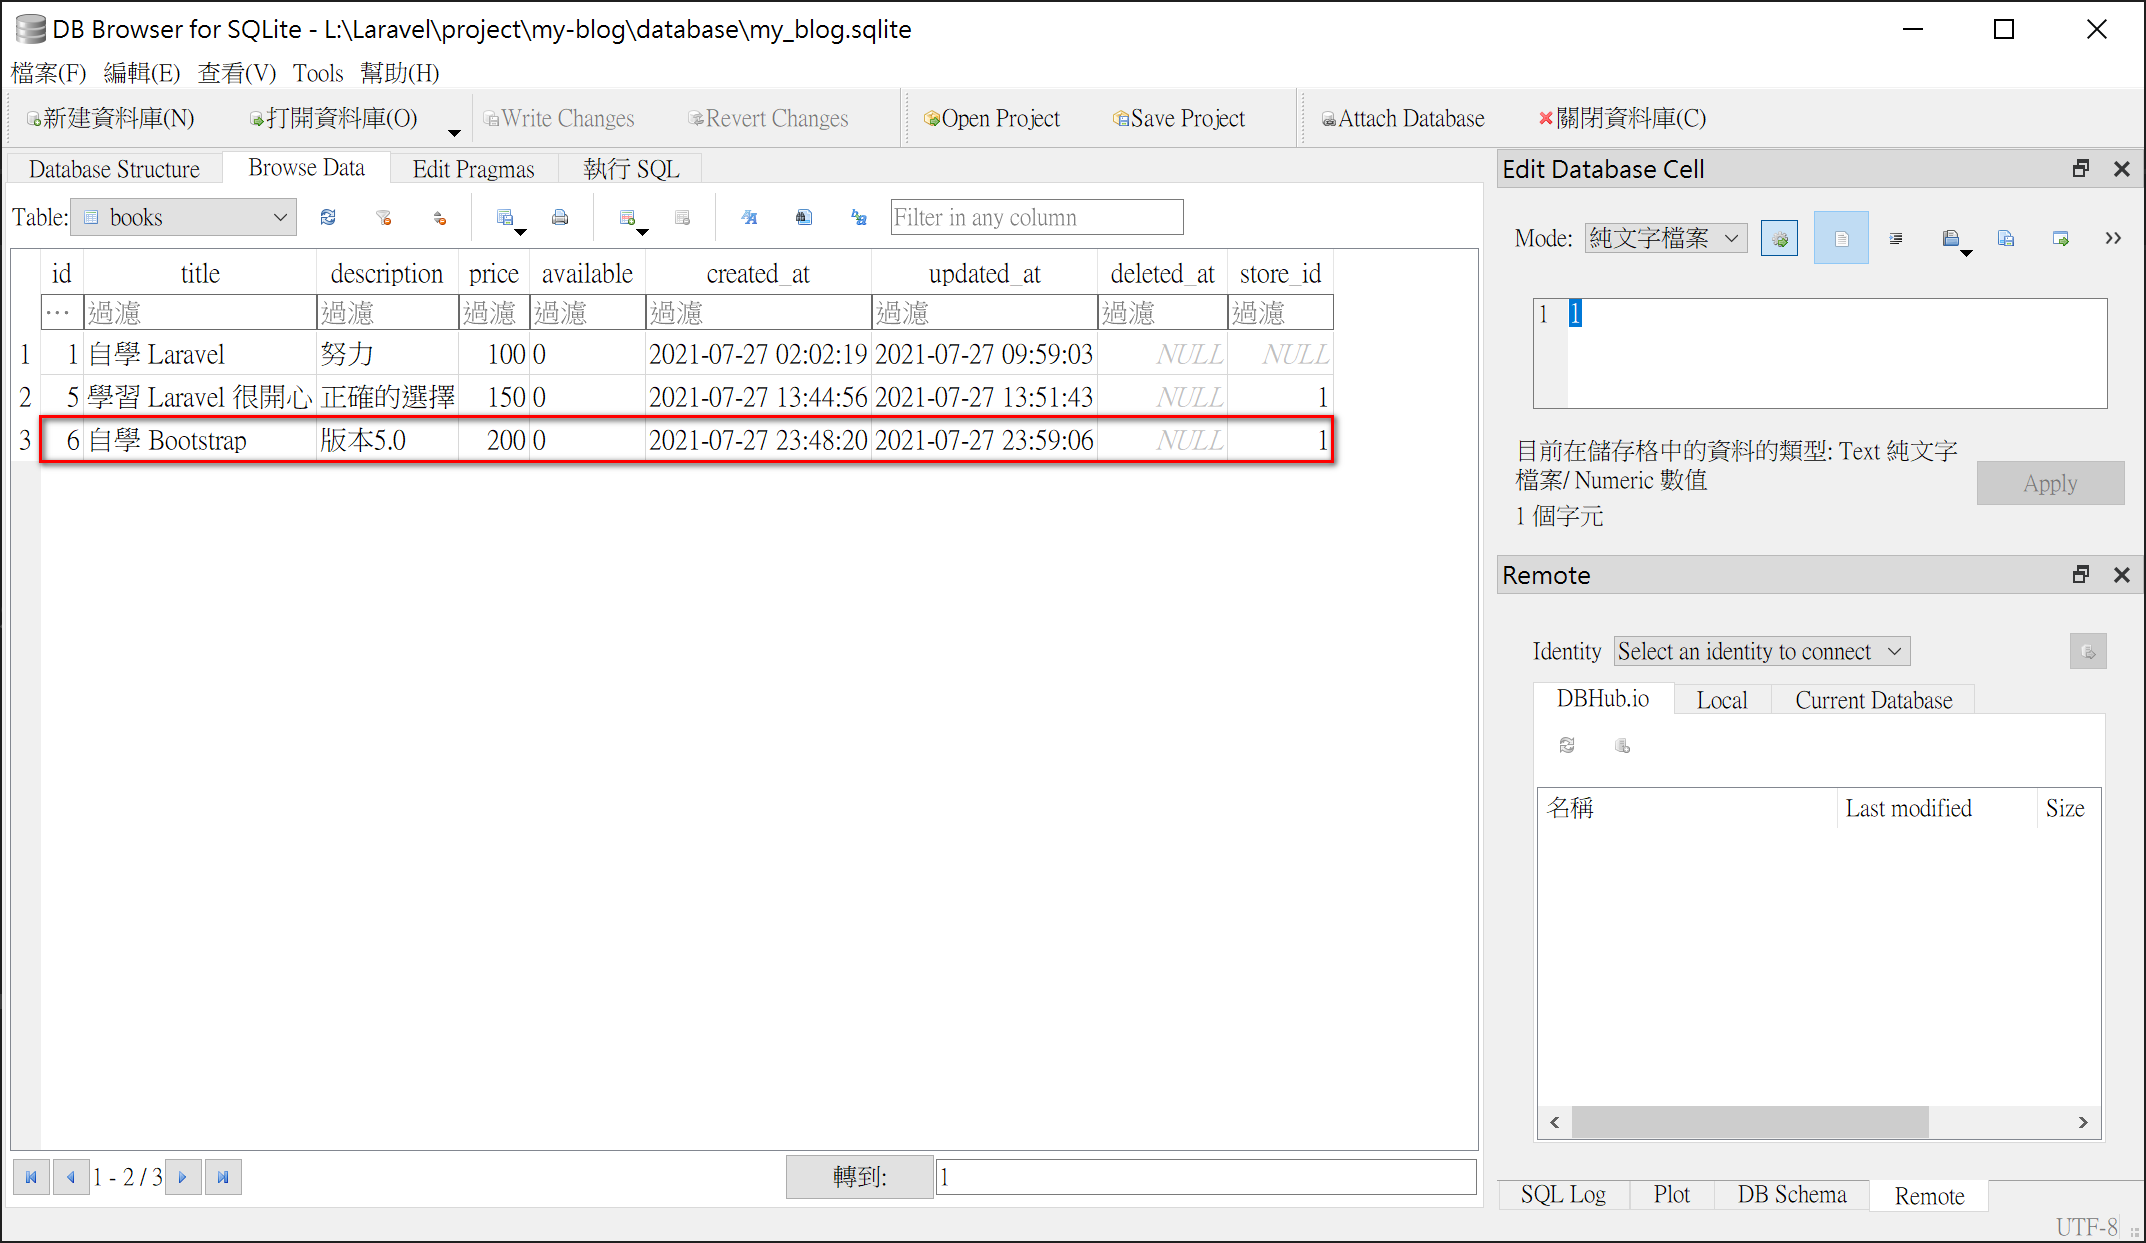 DB Browser for SQLite - L:\Laravel\project\my-blog\database\my_blog.sqlite
檔案(F) 編輯(E) 查看(V) Tools 幫助(H)
新建資料庫(N) 打開資料庫(O) Write Changes Revert Changes Open Project Save Project Attach Database 關閉資料庫(C)
Database Structure Browse Data Edit Pragmas 執行 SQL
Table: books Filter in any column
id title description price available created_at updated_at deleted_at store_id
... 過濾 過濾 過濾 過濾 過濾 過濾 過濾 過濾
1 1 自學 Laravel 努力 100 0 2021-07-27 02:02:19 2021-07-27 09:59:03 NULL NULL
2 5 學習 Laravel 很開心 正確的選擇 150 0 2021-07-27 13:44:56 2021-07-27 13:51:43 NULL 1
3 6 自學 Bootstrap 版本5.0 200 0 2021-07-27 23:48:20 2021-07-27 23:59:06 NULL 1
1 - 2 / 3 轉到: 1
Edit Database Cell
Mode: 純文字檔案
1 1
目前在儲存格中的資料的類型: Text 純文字
檔案/ Numeric 數值
1 個字元
Apply
Remote
Identity Select an identity to connect
DBHub.io Local Current Database
名稱 Last modified Size
SQL Log Plot DB Schema Remote
UTF-8